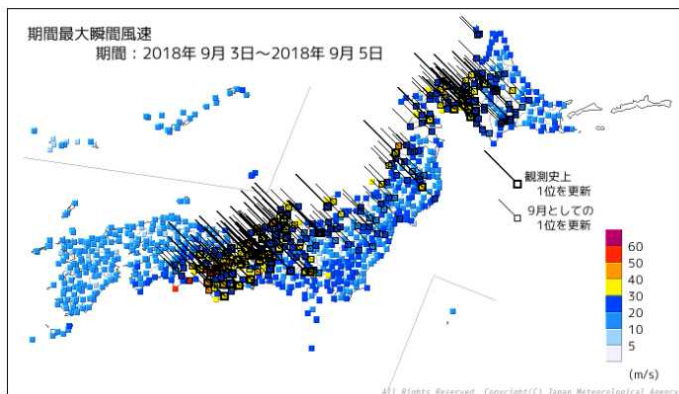 期間最大瞬間風速
期間：2018年 9月 3日～2018年 9月 5日
観測史上
1位を更新
9月としての
1位を更新
60
50
40
30
20
10
5
(m/s)
All Rights Reserved. Copyright(C) Japan Meteorological Agency